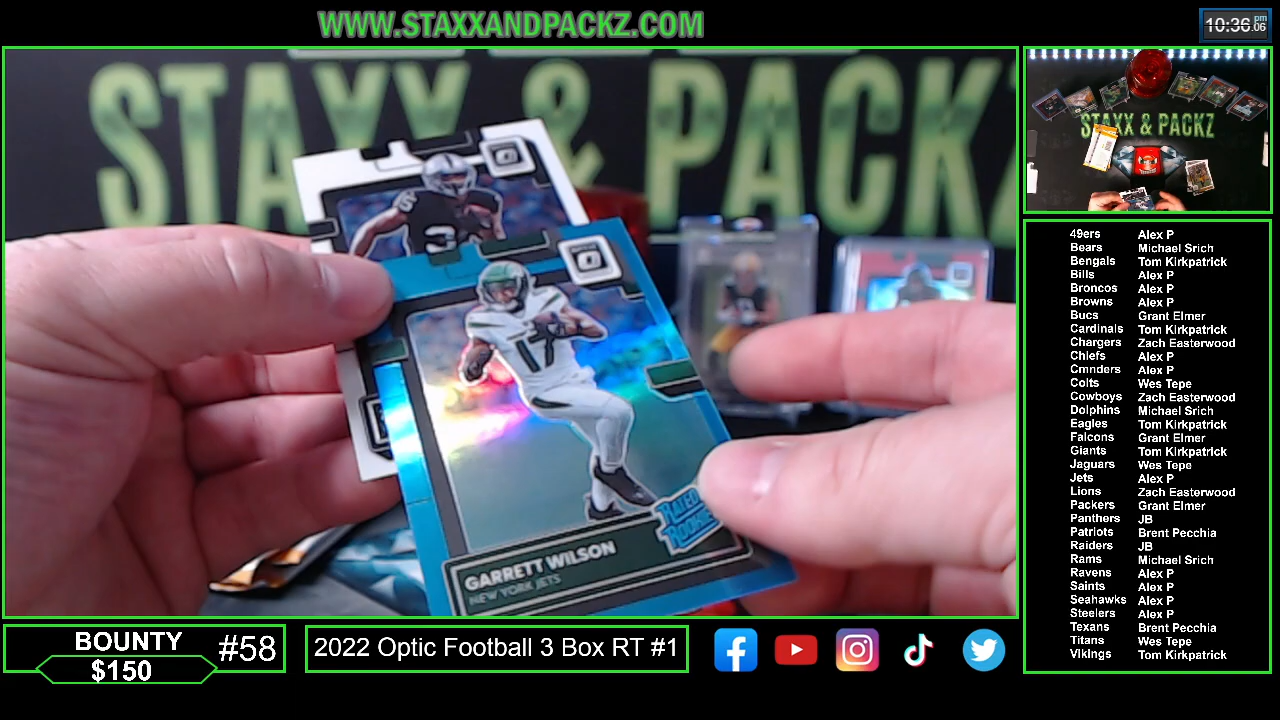 WWW.STAXXANDPACKZ.COM
10:36 pm .06
STAXX & PACKZ
STAXX & PACKZ
3
17
RATED
ROOKIE
GARRETT WILSON
NEW YORK JETS
49ers Alex P
Bears Michael Srich
Bengals Tom Kirkpatrick
Bills Alex P
Broncos Alex P
Browns Alex P
Bucs Grant Elmer
Cardinals Tom Kirkpatrick
Chargers Zach Easterwood
Chiefs Alex P
Cmnders Alex P
Colts Wes Tepe
Cowboys Zach Easterwood
Dolphins Michael Srich
Eagles Tom Kirkpatrick
Falcons Grant Elmer
Giants Tom Kirkpatrick
Jaguars Wes Tepe
Jets Alex P
Lions Zach Easterwood
Packers Grant Elmer
Panthers JB
Patriots Brent Pecchia
Raiders JB
Rams Michael Srich
Ravens Alex P
Saints Alex P
Seahawks Alex P
Steelers Alex P
Texans Brent Pecchia
Titans Wes Tepe
Vikings Tom Kirkpatrick
BOUNTY
$150
#58
2022 Optic Football 3 Box RT #1